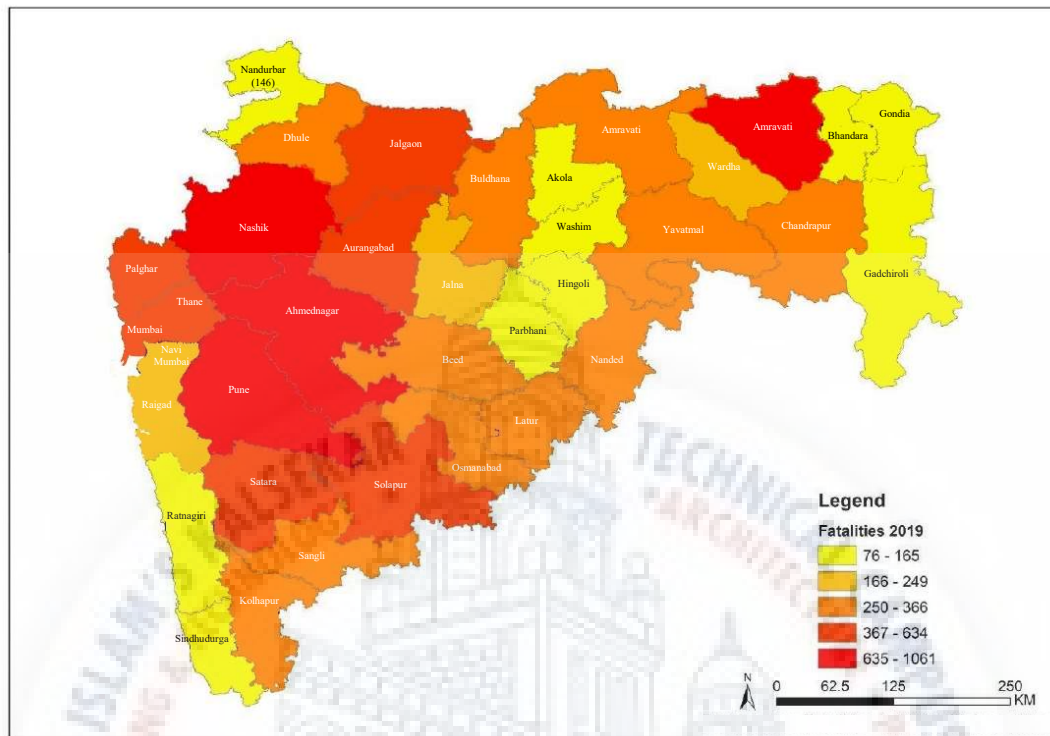 Nandurbar
(146)
Dhule
Jalgaon
Buldhana
Akola
Amravati
Wardha
Amravati
Bhandara
Gondia
Nashik
Aurangabad
Washim
Yavatmal
Chandrapur
Palghar
Thane
Ahmednagar
Jalna
Hingoli
Gadchiroli
Mumbai
Navi
Mumbai
Parbhani
Beed
Nanded
Raigad
Pune
Latur
Osmanabad
Satara
Solapur
Ratnagiri
Sangli
Kolhapur
Sindhudurga
Legend
Fatalities 2019
76 - 165
166 - 249
250 - 366
367 - 634
635 - 1061
N
0 62.5 125 250
KM
TECHNICA
ARCHITEC
ISLAM'S